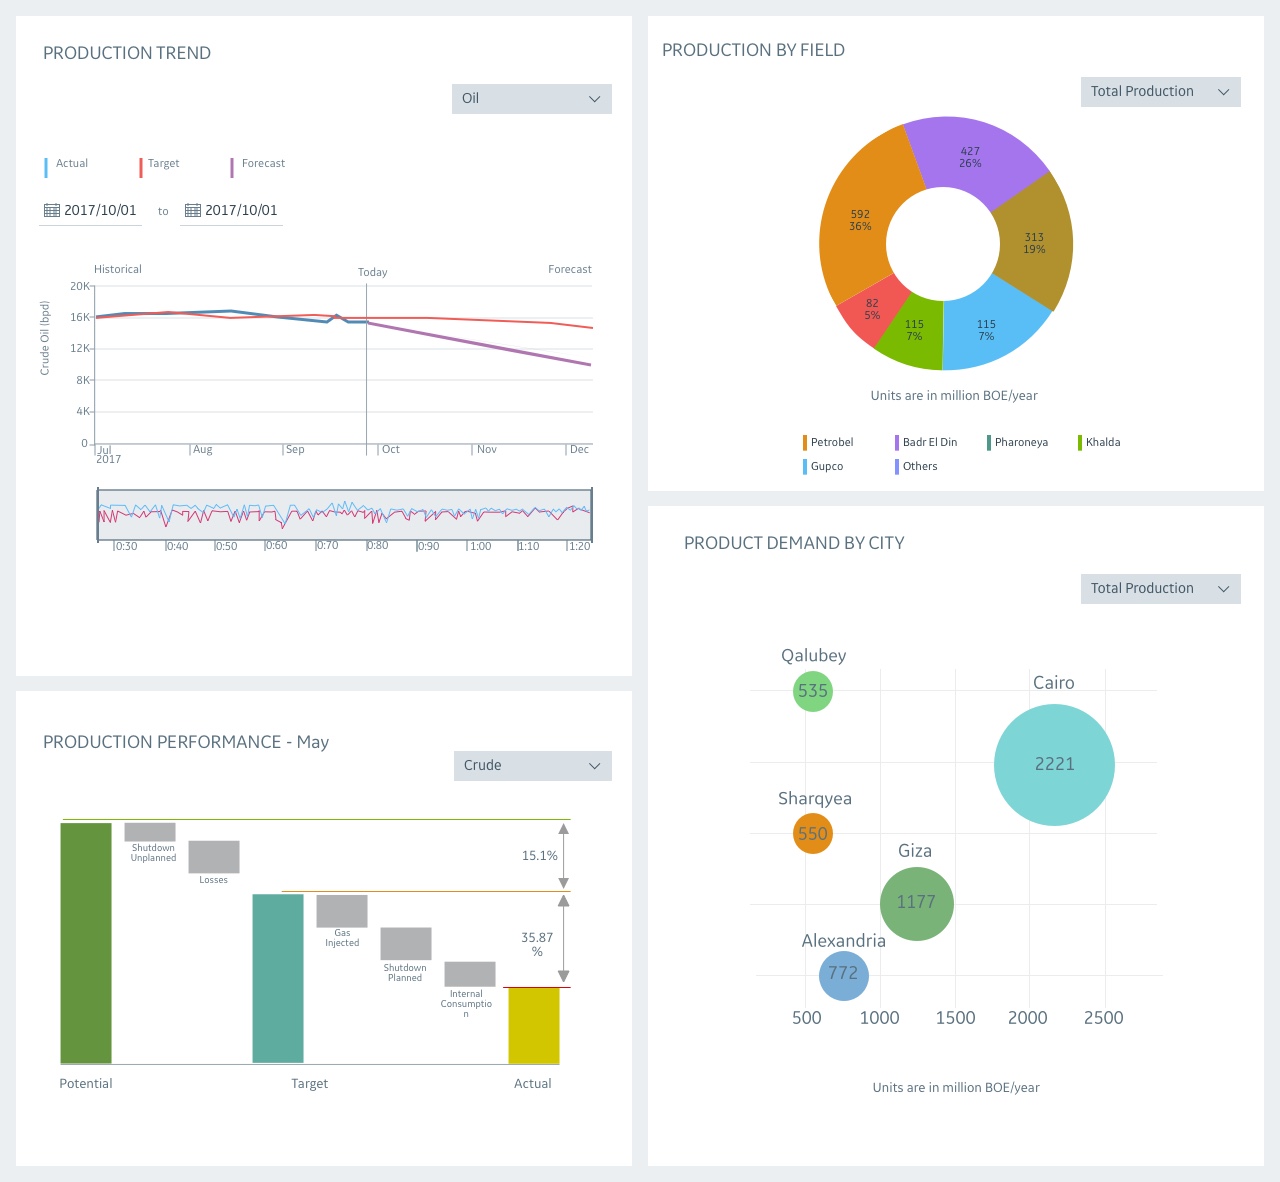 PRODUCTION TREND
Oil
Actual
Target
Forecast
2017/10/01
to
2017/10/01
Historical
Today
Forecast
Crude Oil (bpd)
20K
16K
12K
8K
4K
0
Jul
2017
Aug
Sep
Oct
Nov
Dec
0:30
0:40
0:50
0:60
0:70
0:80
0:90
1:00
1:10
1:20
PRODUCTION BY FIELD
Total Production
427
26%
592
36%
313
19%
82
5%
115
7%
115
7%
Units are in million BOE/year
Petrobel
Badr El Din
Pharoneya
Khalda
Gupco
Others
PRODUCTION PERFORMANCE - May
Crude
Shutdown
Unplanned
Losses
15.1%
Gas
Injected
Shutdown
Planned
Internal
Consumptio
n
35.87
%
Potential
Target
Actual
PRODUCT DEMAND BY CITY
Total Production
Qalubey
535
Cairo
2221
Sharqyea
550
Giza
1177
Alexandria
772
500
1000
1500
2000
2500
Units are in million BOE/year